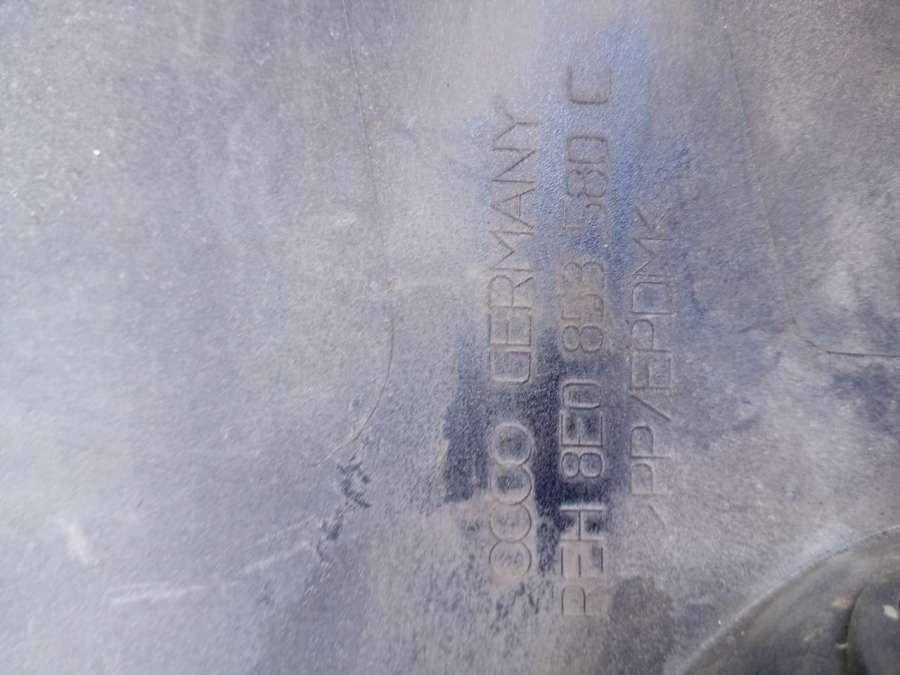 GERMANY
REH 8E0 853 580 C
>PP/EPDM<